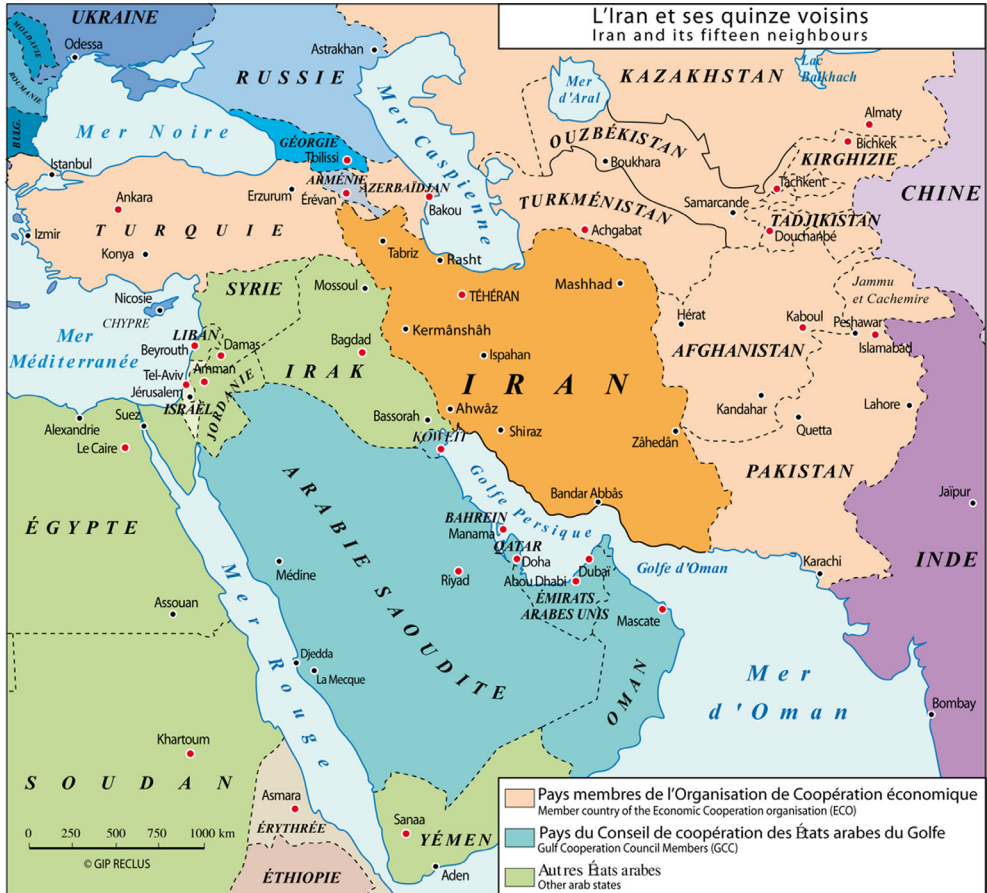 L'Iran et ses quinze voisins
Iran and its fifteen neighbours
UKRAINE
MOLDAVIE
Odessa
ROUMANIE
BULG.
RUSSIE
Astrakhan
KAZAKHSTAN
Lac
Balkhach
Mer
d'Aral
Almaty
Bichkek
KIRGHIZIE
Mer Noire
Mer Caspienne
GÉORGIE
Tbilissi
OUZBÉKISTAN
Boukhara
Tachkent
CHINE
Istanbul
Ankara
Erzurum
ARMÉNIE
Érévan
AZERBAÏDJAN
Bakou
TURKMÉNISTAN
Samarcande
TADJIKISTAN
Douchanbé
Achgabat
Izmir
TURQUIE
Konya
Tabriz
Rasht
Nicosie
CHYPRE
SYRIE
Mossoul
TÉHÉRAN
Mashhad
Hérat
Kaboul
Jammu
et Cachemire
Peshawar
Islamabad
Mer
Méditerranée
LIBAN
Beyrouth
Damas
Bagdad
Kermânshâh
Ispahan
AFGHANISTAN
Tel-Aviv
Amman
Jérusalem
ISRAËL
JORDANIE
IRAK
IRAN
Kandahar
Lahore
Alexandrie
Suez
Le Caire
Bassorah
Ahwâz
Shiraz
Zâhedân
Quetta
KOWEIT
PAKISTAN
Golfe Persique
Bandar Abbâs
Jaïpur
ÉGYPTE
ARABIE SAOUDITE
BAHREIN
Manama
QATAR
Doha
Dubaï
Abou Dhabi
ÉMIRATS
ARABES UNIS
Golfe d'Oman
Karachi
INDE
Médine
Riyad
Mascate
Assouan
Mer Rouge
Djedda
La Mecque
OMAN
Mer
d'Oman
Bombay
Khartoum
SOUDAN
Asmara
ÉRYTHRÉE
Sanaa
YÉMEN
Aden
ÉTHIOPIE
0 250 750 1000 km
© GIP RECLUS
Pays membres de l'Organisation de Coopération économique
Member country of the Economic Cooperation organisation (ECO)
Pays du Conseil de coopération des États arabes du Golfe
Gulf Cooperation Council Members (GCC)
Autres États arabes
Other arab states